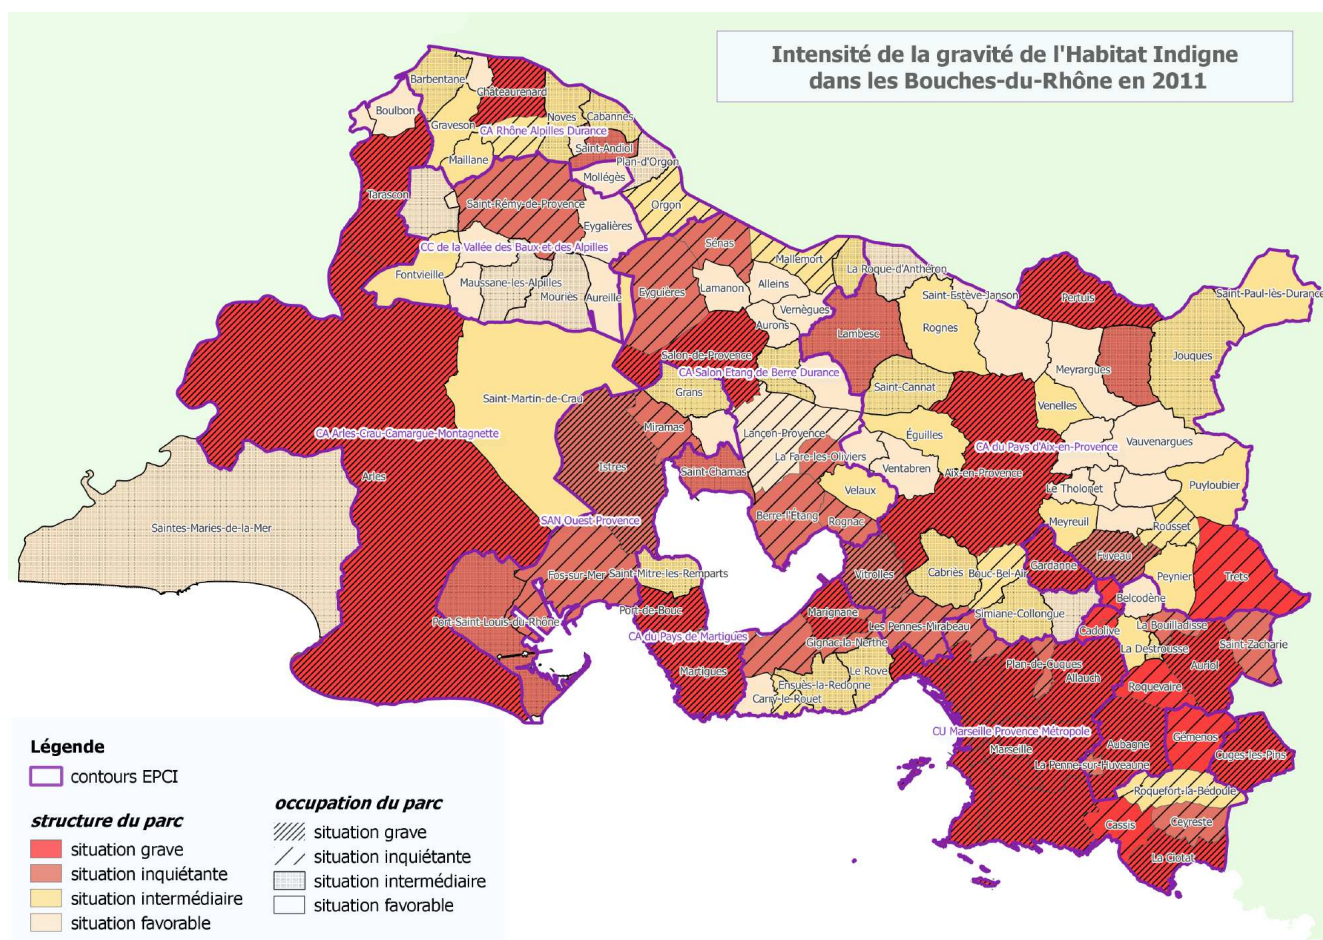 Intensité de la gravité de l'Habitat Indigne
dans les Bouches-du-Rhône en 2011
Barbentane
Châteaurenard
Boulbon
Noves
Cabannes
Graveson
CA Rhône Alpilles Durance
Saint-Andiol
Maillane
Plan-d'Orgon
Mollégès
Tarascon
Saint-Rémy-de-Provence
Orgon
Eygalières
CC de la Vallée des Baux et des Alpilles
Sénas
Mallemort
La Roque-d'Anthéron
Fontvieille
Maussane-les-Alpilles
Mouriès
Aureille
Eyguières
Lamanon
Alleins
Saint-Estève-Janson
Pertuis
Saint-Paul-lès-Durance
Vernègues
Aurons
Lambesc
Rognes
Salon-de-Provence
Jouques
CA Salon Etang de Berre Durance
Meyrargues
Grans
Saint-Cannat
Saint-Martin-de-Crau
Venelles
Miramas
CA Arles-Crau-Camargue-Montagnette
Lançon-Provence
Éguilles
CA du Pays d'Aix-en-Provence
Vauvenargues
La Fare-les-Oliviers
Istres
Saint-Chamas
Ventabren
Aix-en-Provence
Arles
Velaux
Le Tholonet
Puyloubier
Saintes-Maries-de-la-Mer
SAN Ouest Provence
Berre-l'Étang
Rognac
Meyreuil
Rousset
Fuveau
Fos-sur-Mer
Saint-Mitre-les-Remparts
Vitrolles
Cabriès
Bouc-Bel-Air
Gardanne
Peynier
Trets
Belcodène
Port-de-Bouc
Marignane
Simiane-Collongue
Port-Saint-Louis-du-Rhône
Les Pennes-Mirabeau
Cadolive
La Bouilladisse
CA du Pays de Martigues
Gignac-la-Nerthe
Saint-Zacharie
La Destrousse
Plan-de-Cuques
Auriol
Martigues
Le Rove
Allauch
Ensuès-la-Redonne
Roquevaire
Carry-le-Rouet
CU Marseille Provence Métropole
Gémenos
Marseille
Aubagne
Cuges-les-Pins
La Penne-sur-Huveaune
Roquefort-la-Bédoule
Cassis
Ceyreste
La Ciotat
Légende
contours EPCI
structure du parc
situation grave
situation inquiétante
situation intermédiaire
situation favorable
occupation du parc
situation grave
situation inquiétante
situation intermédiaire
situation favorable